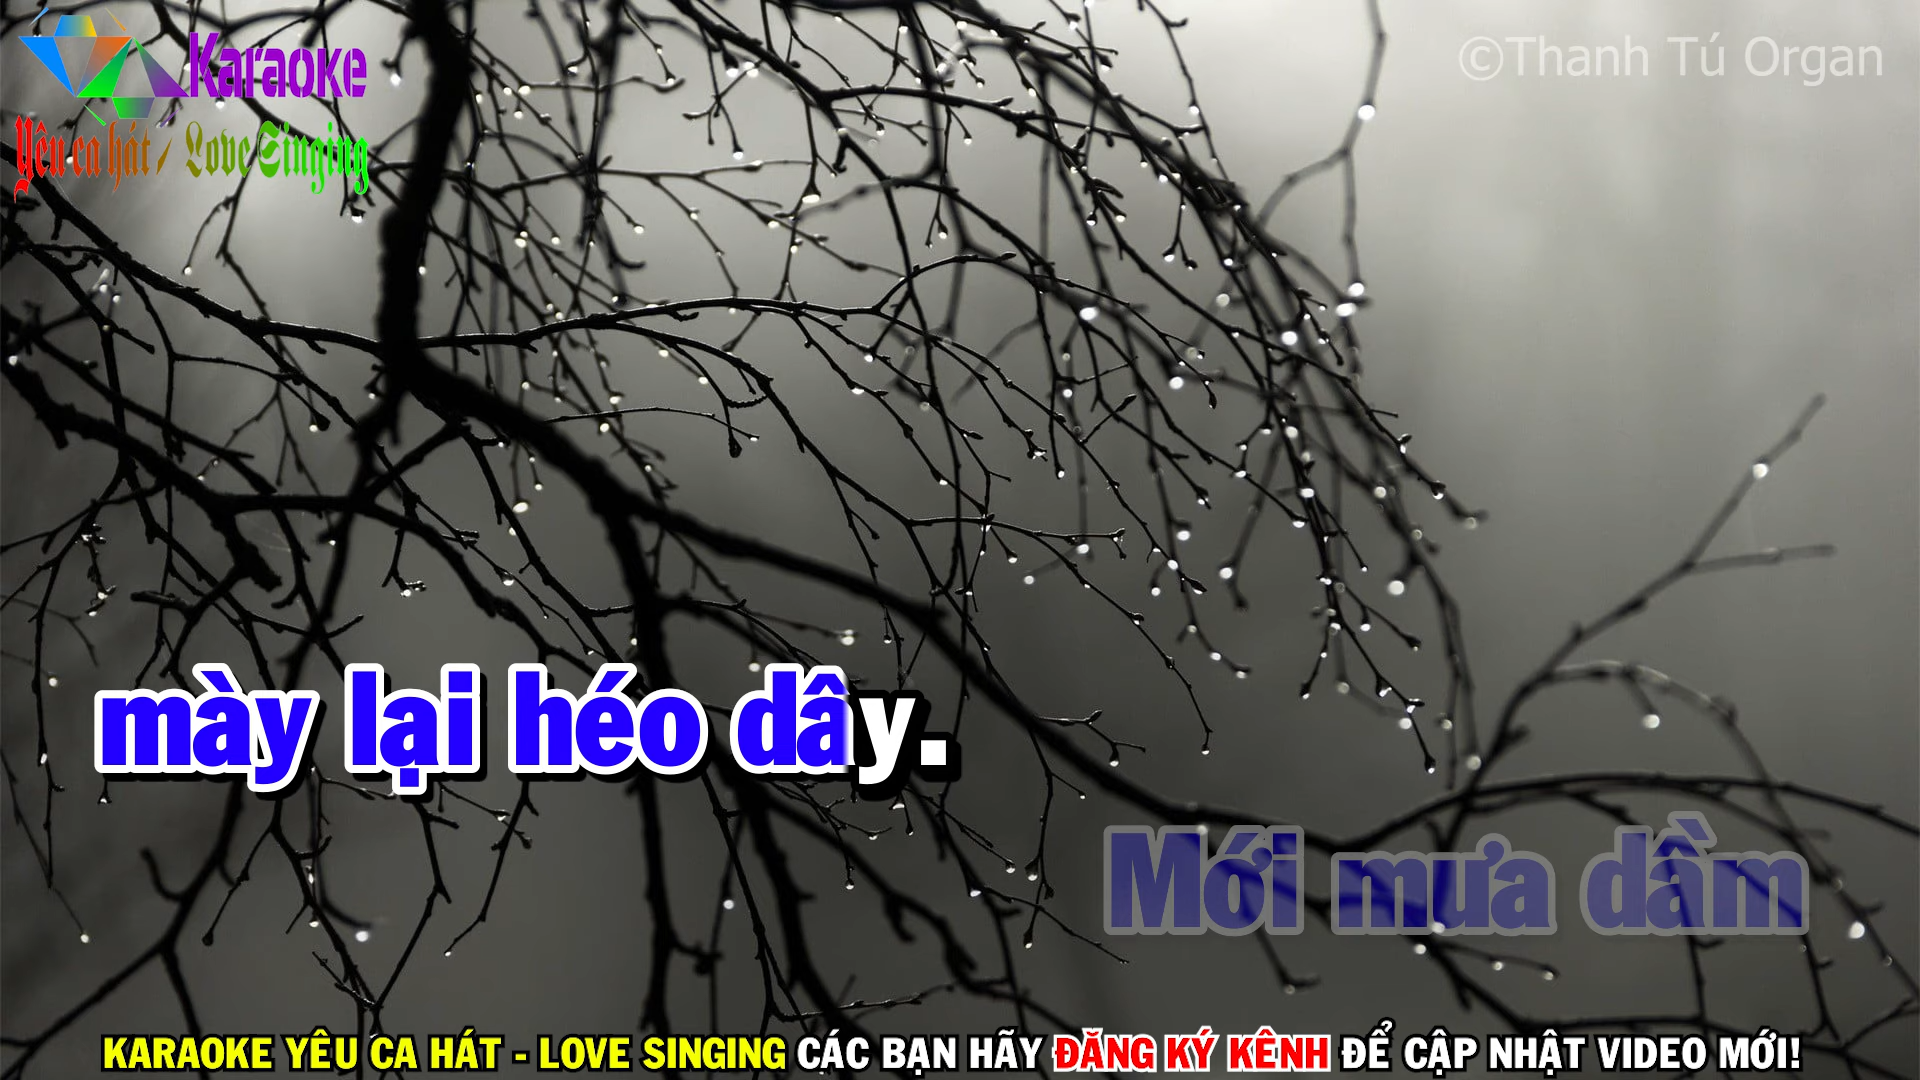 Karaoke
Yêu ca hát / Love Singing
©Thanh Tú Organ
mày lại héo dây.
Mới mưa dầm
KARAOKE YÊU CA HÁT - LOVE SINGING CÁC BẠN HÃY ĐĂNG KÝ KÊNH ĐỂ CẬP NHẬT VIDEO MỚI!